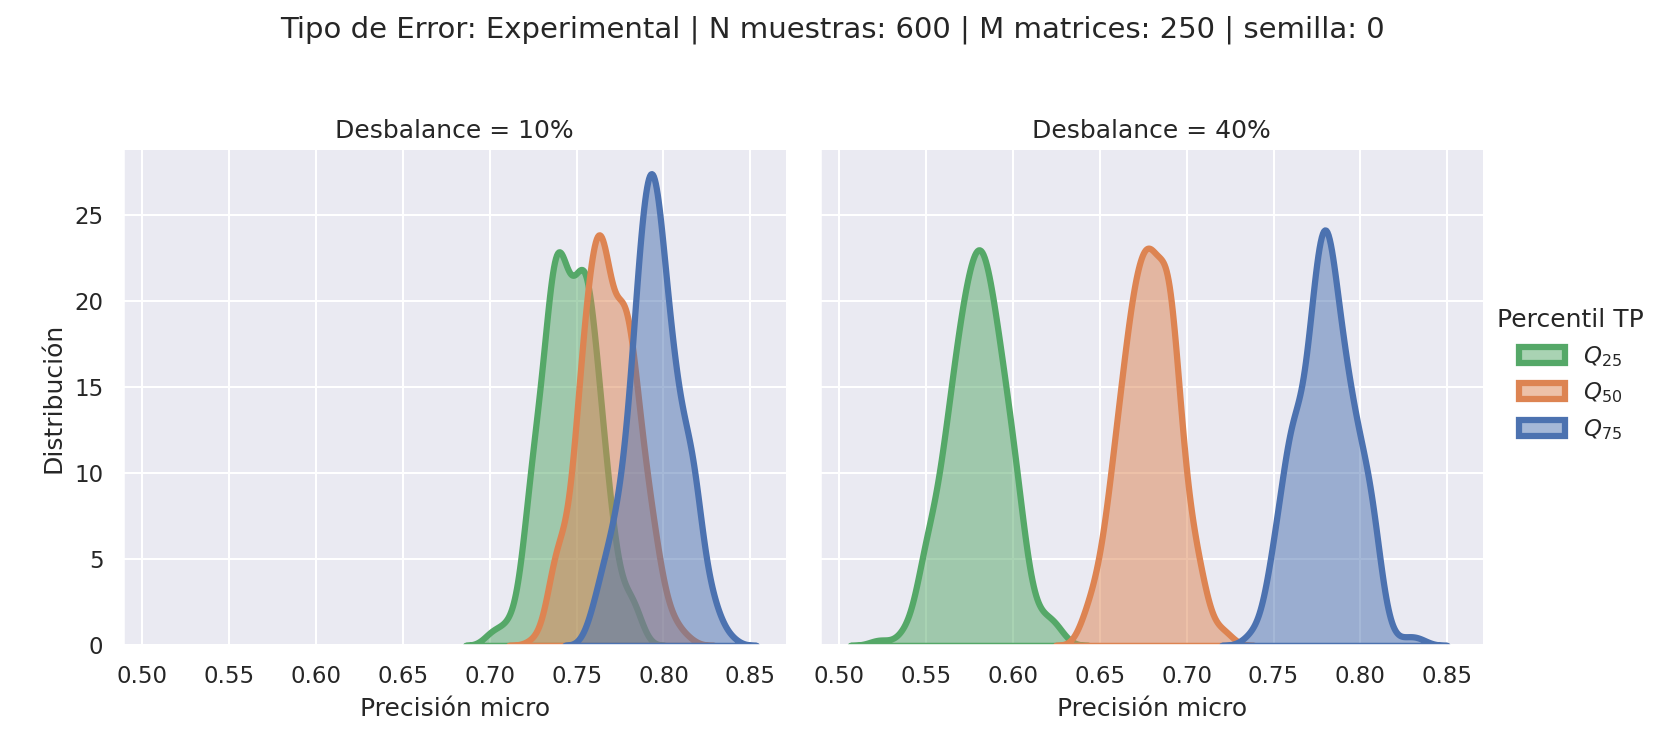 Tipo de Error: Experimental | N muestras: 600 | M matrices: 250 | semilla: 0
Desbalance = 10%
Desbalance = 40%
Distribución
25
20
15
10
5
0
0.50 0.55 0.60 0.65 0.70 0.75 0.80 0.85
0.50 0.55 0.60 0.65 0.70 0.75 0.80 0.85
Precisión micro
Precisión micro
Percentil TP
Q25
Q50
Q75